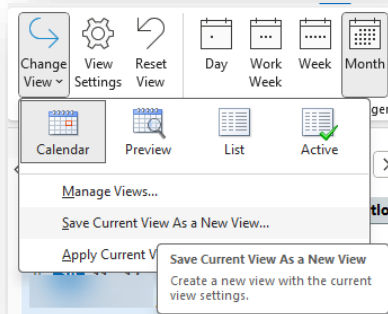 Change View
View Settings
Reset View
Day
Work Week
Week
Month
Calendar
Preview
List
Active
Manage Views...
Save Current View As a New View...
Apply Current V
Save Current View As a New View
Create a new view with the current
view settings.